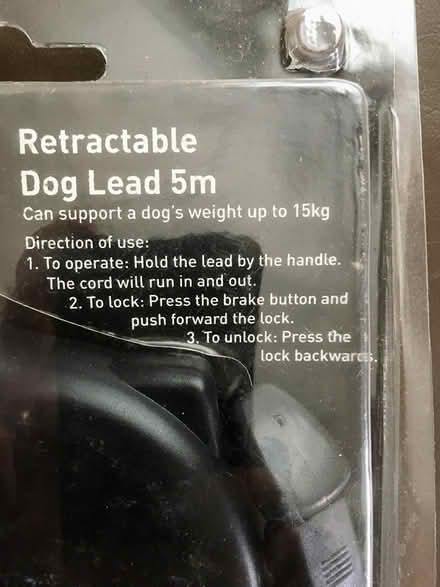 Retractable
Dog Lead 5m
Can support a dog's weight up to 15kg
Direction of use:
1. To operate: Hold the lead by the handle.
The cord will run in and out.
2. To lock: Press the brake button and
push forward the lock.
3. To unlock: Press the
lock backwards.